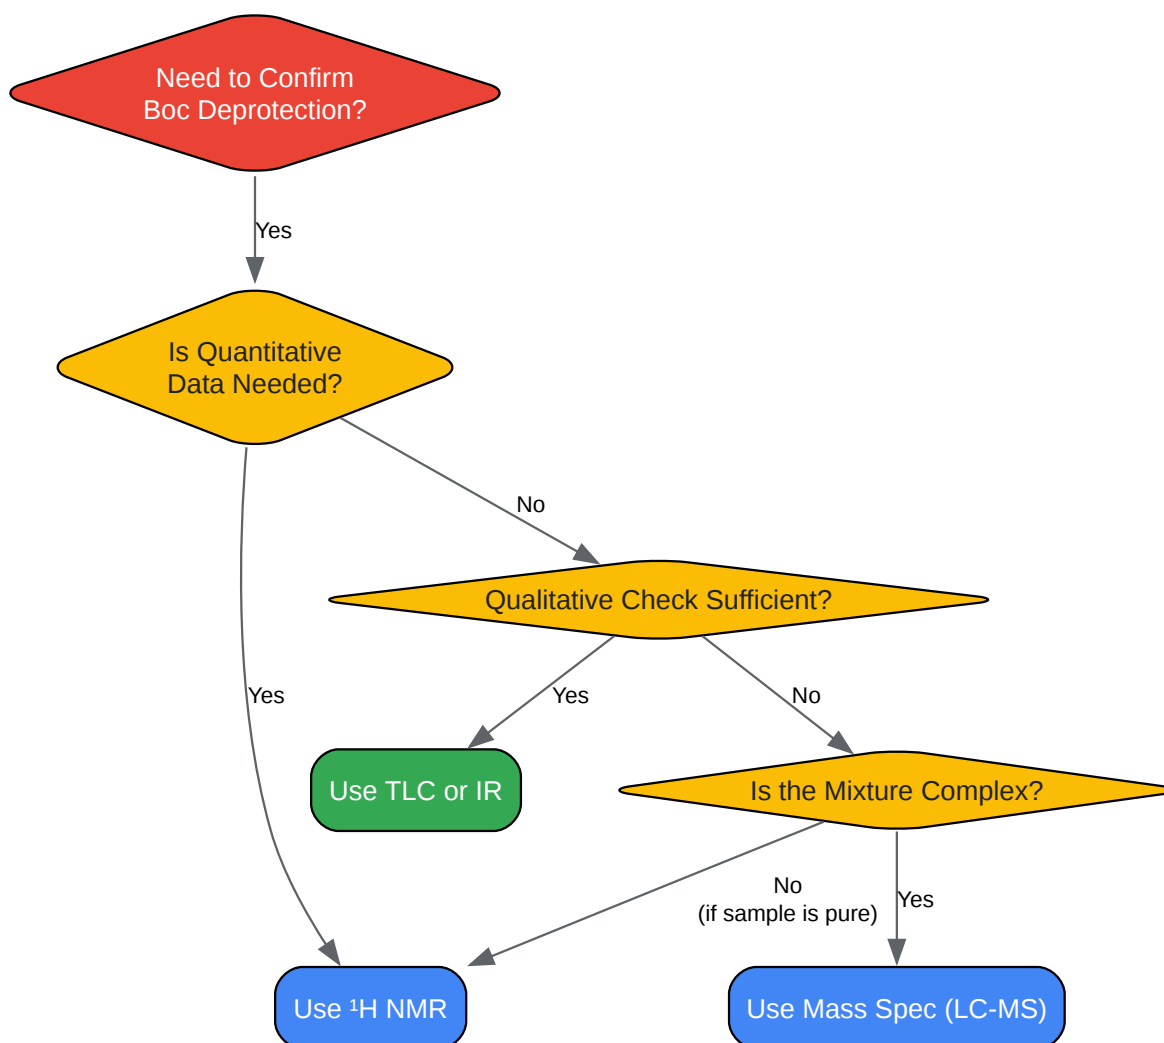 Need to Confirm
Boc Deprotection?
Yes
Is Quantitative
Data Needed?
No
Qualitative Check Sufficient?
Yes
Yes
No
Use TLC or IR
Is the Mixture Complex?
No
(if sample is pure)
Yes
Use ¹H NMR
Use Mass Spec (LC-MS)